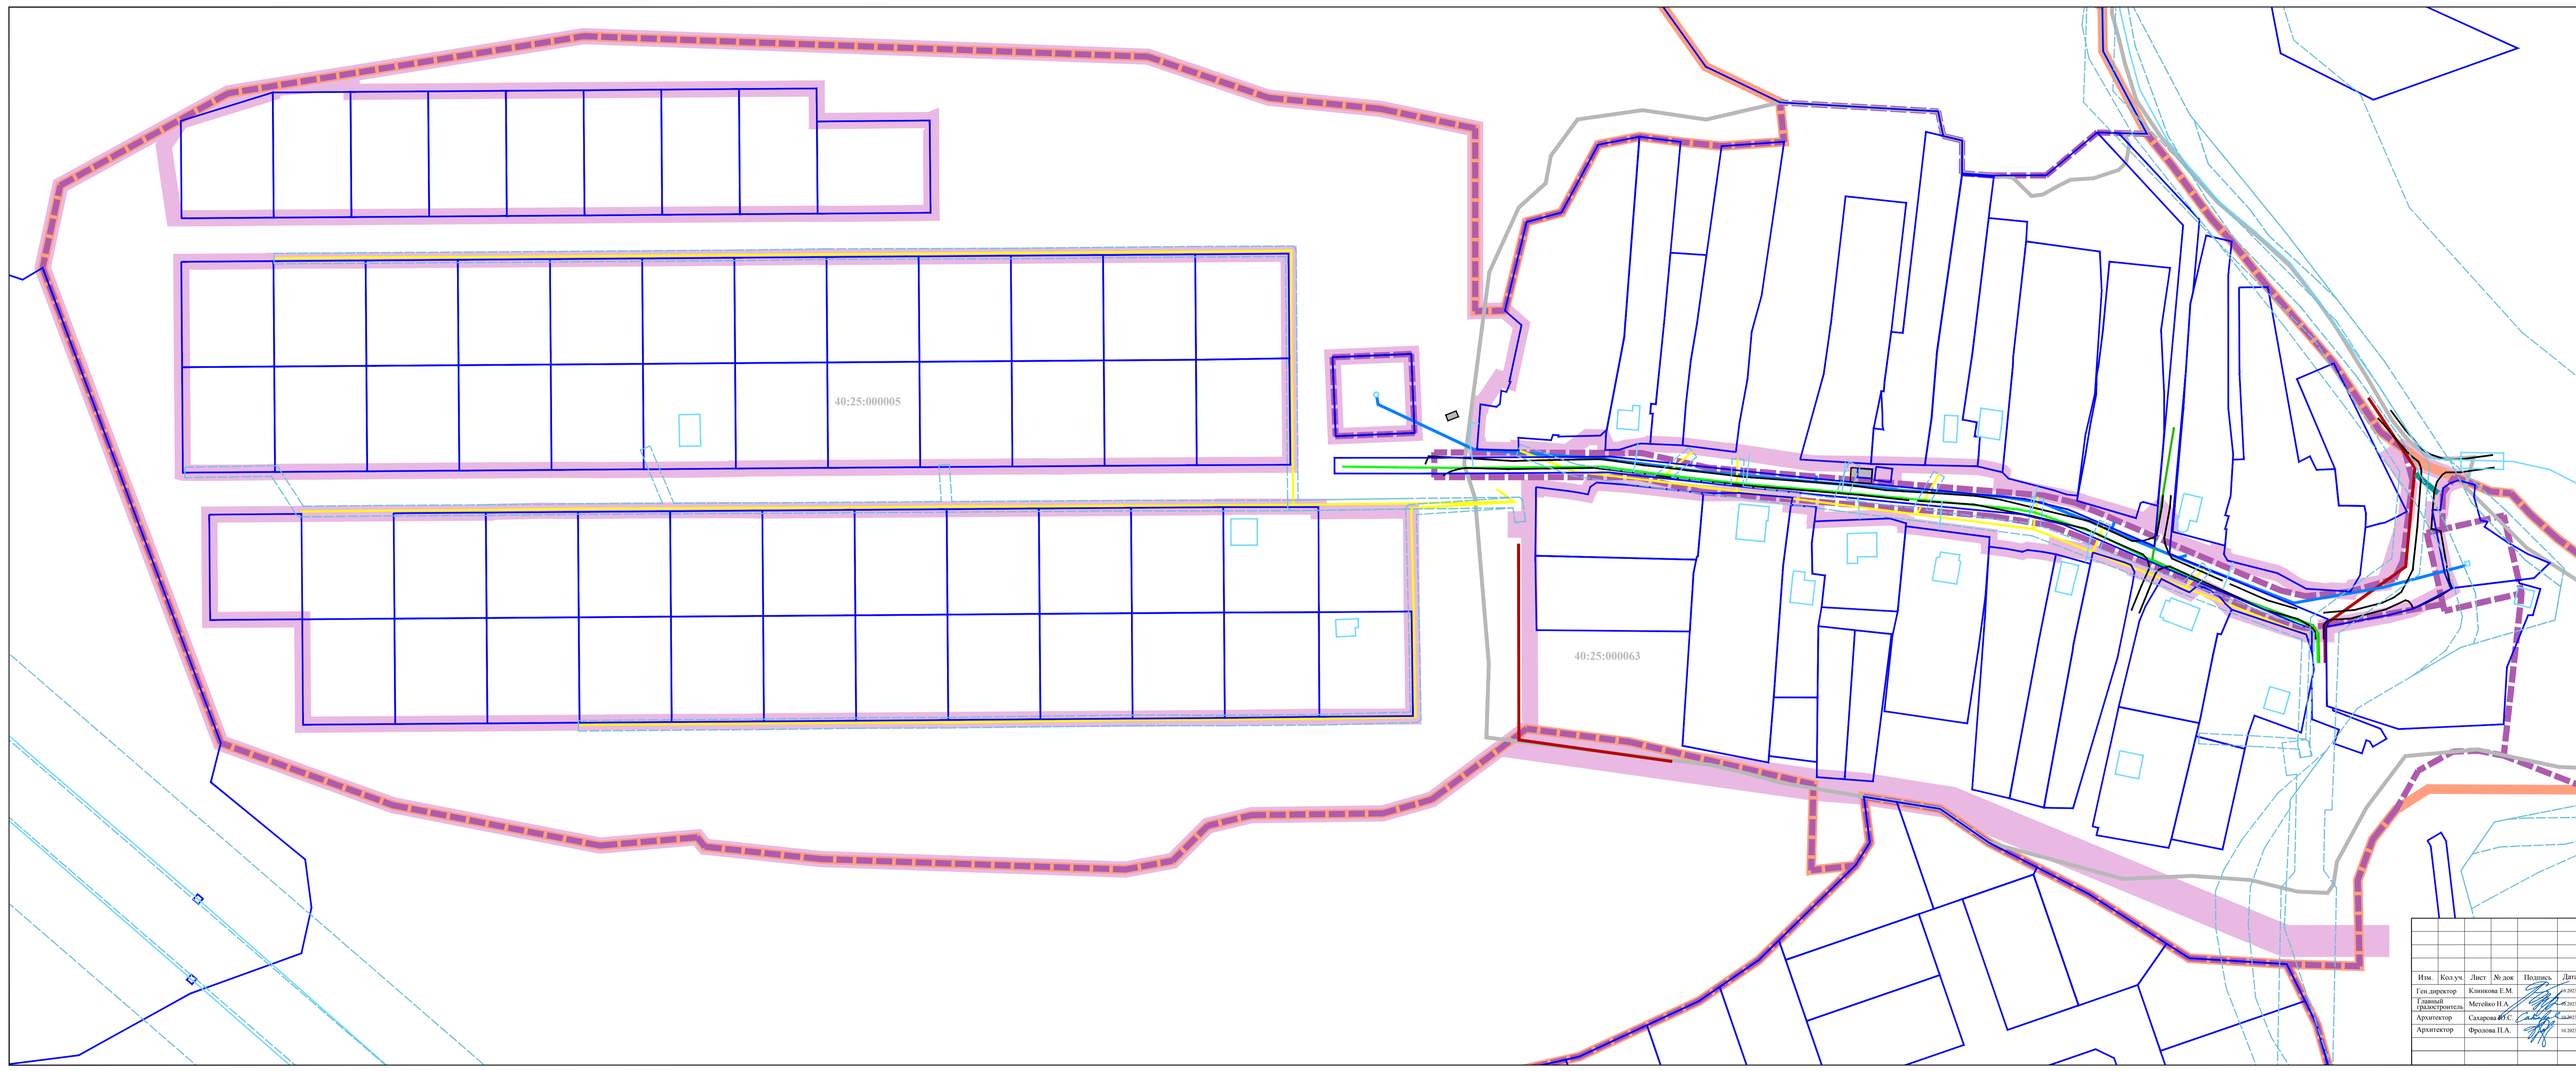 40:25:000005
40:25:000063
Изм. Кол.уч. Лист № док Подпись
Ген.директор Клинкова Е.М.
Главный градостроитель Метейко Н.А.
Архитектор Сахарова Ю.С.
Архитектор Фролова П.А.